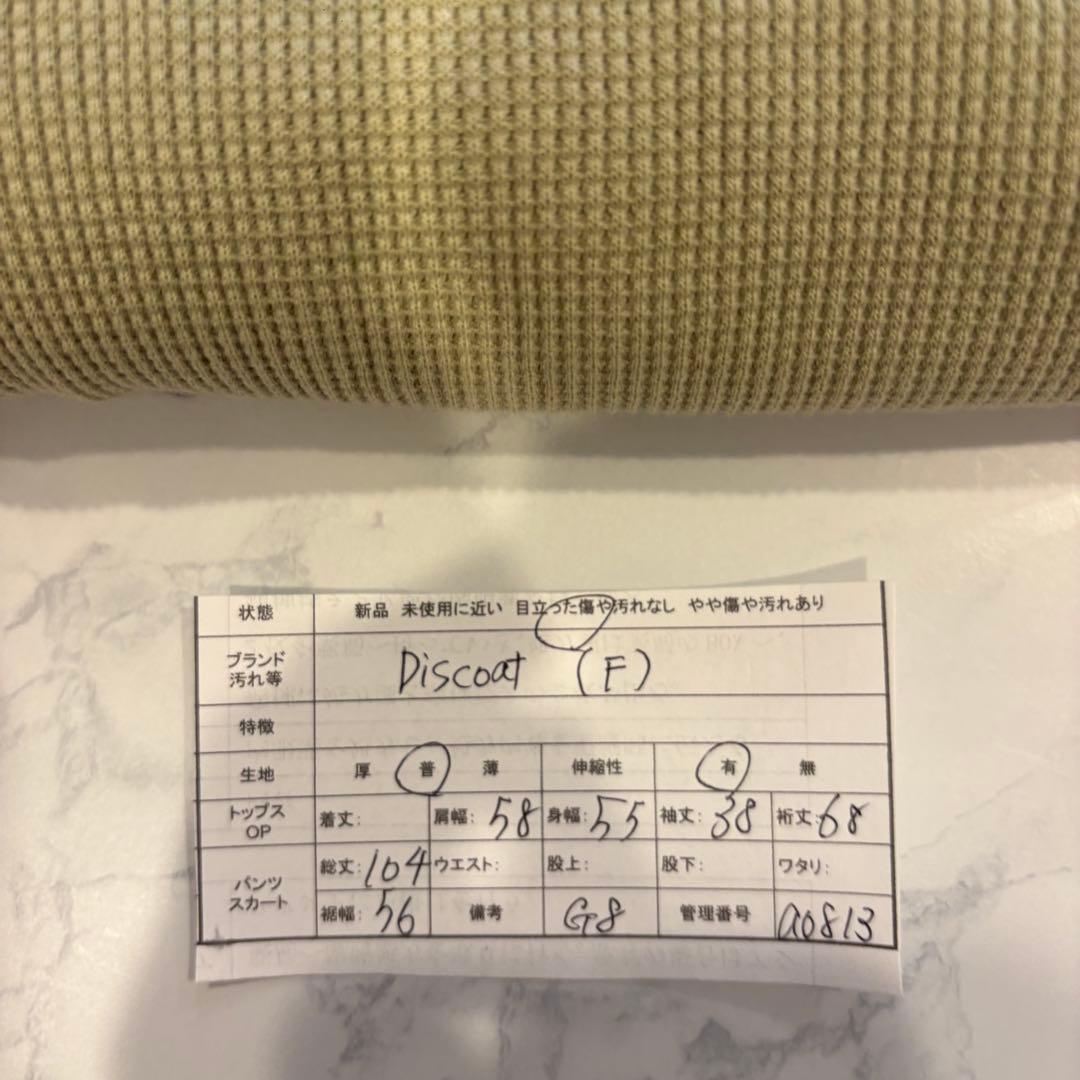 状態 新品 未使用に近い 目立った傷や汚れなし やや傷や汚れあり
ブランド
汚れ等 Discoat (F)
特徴
生地 厚 普 薄 伸縮性 有 無
トップス
OP 着丈: 肩幅: 58 身幅: 55 袖丈: 38 裄丈: 68
パンツ
スカート 総丈: 104 ウエスト: 股上: 股下: ワタリ:
裾幅: 56 備考 G8 管理番号 a0813